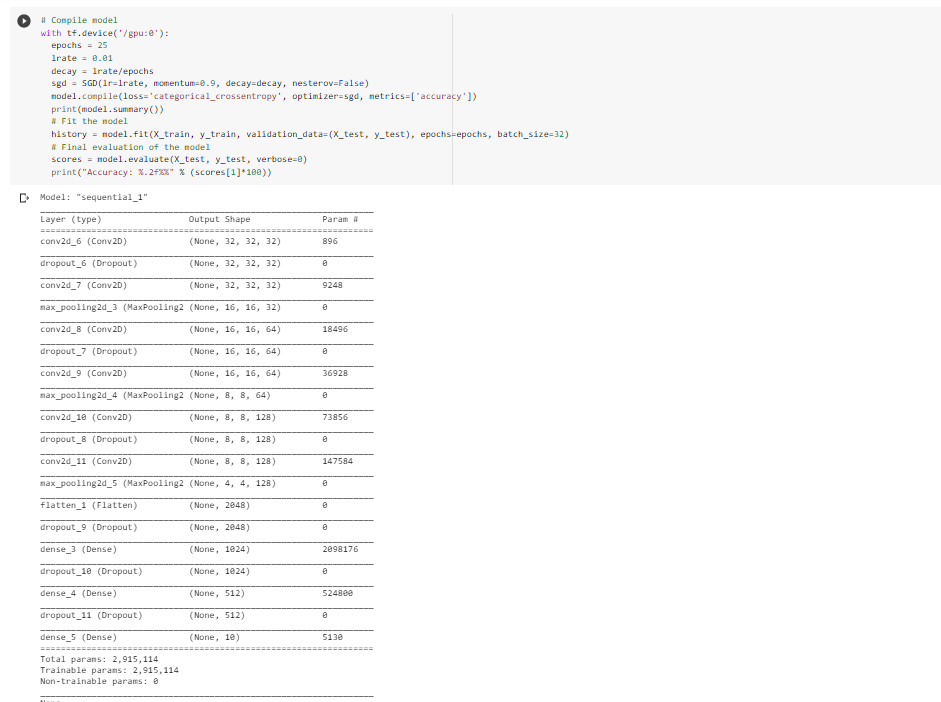 # Compile model
with tf.device('/gpu:0'):
  epochs = 25
  lrate = 0.01
  decay = lrate/epochs
  sgd = SGD(lr=lrate, momentum=0.9, decay=decay, nesterov=False)
  model.compile(loss='categorical_crossentropy', optimizer=sgd, metrics=['accuracy'])
  print(model.summary())
  # Fit the model
  history = model.fit(X_train, y_train, validation_data=(X_test, y_test), epochs=epochs, batch_size=32)
  # Final evaluation of the model
  scores = model.evaluate(X_test, y_test, verbose=0)
  print("Accuracy: %.2f%%" % (scores[1]*100))
Model: "sequential_1"
Layer (type) Output Shape Param #
conv2d_6 (Conv2D) (None, 32, 32, 32) 896
dropout_6 (Dropout) (None, 32, 32, 32) 0
conv2d_7 (Conv2D) (None, 32, 32, 32) 9248
max_pooling2d_3 (MaxPooling2 (None, 16, 16, 32) 0
conv2d_8 (Conv2D) (None, 16, 16, 64) 18496
dropout_7 (Dropout) (None, 16, 16, 64) 0
conv2d_9 (Conv2D) (None, 16, 16, 64) 36928
max_pooling2d_4 (MaxPooling2 (None, 8, 8, 64) 0
conv2d_10 (Conv2D) (None, 8, 8, 128) 73856
dropout_8 (Dropout) (None, 8, 8, 128) 0
conv2d_11 (Conv2D) (None, 8, 8, 128) 147584
max_pooling2d_5 (MaxPooling2 (None, 4, 4, 128) 0
flatten_1 (Flatten) (None, 2048) 0
dropout_9 (Dropout) (None, 2048) 0
dense_3 (Dense) (None, 1024) 2098176
dropout_10 (Dropout) (None, 1024) 0
dense_4 (Dense) (None, 512) 524800
dropout_11 (Dropout) (None, 512) 0
dense_5 (Dense) (None, 10) 5130
Total params: 2,915,114
Trainable params: 2,915,114
Non-trainable params: 0